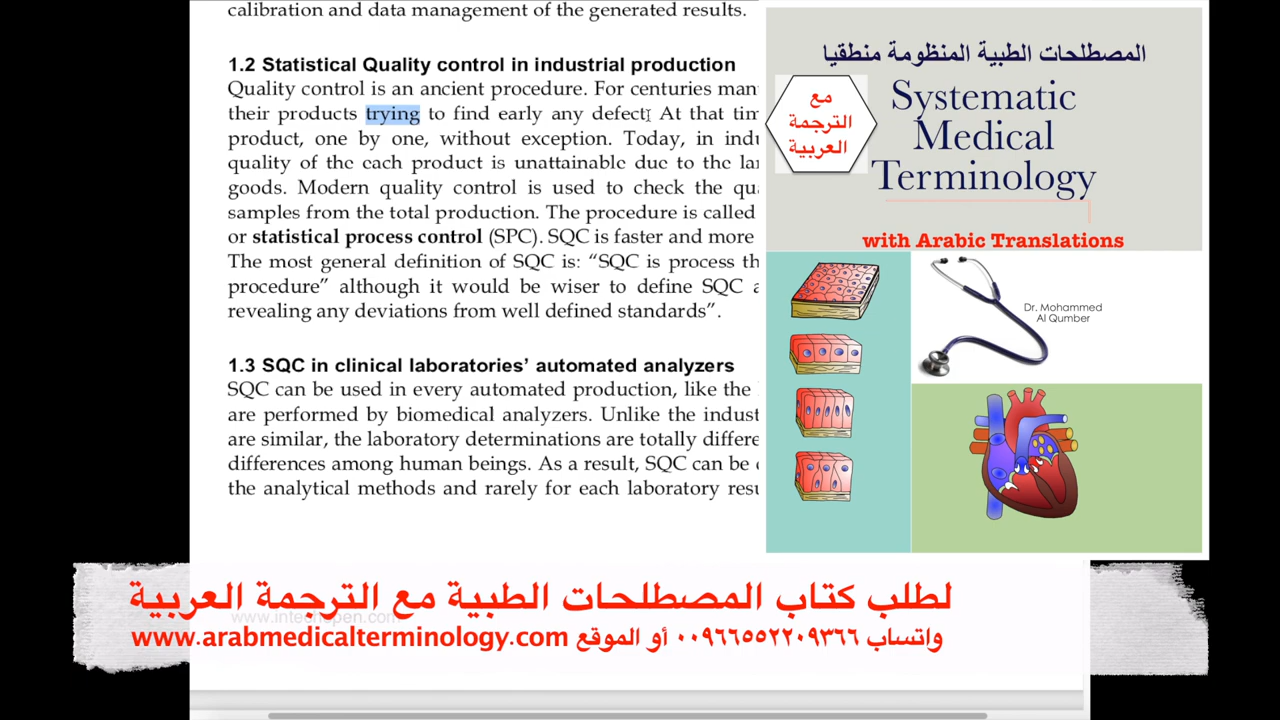 calibration and data management of the generated results.
1.2 Statistical Quality control in industrial production
Quality control is an ancient procedure. For centuries man
their products trying to find early any defect. At that tim
product, one by one, without exception. Today, in indu
quality of the each product is unattainable due to the lar
goods. Modern quality control is used to check the qua
samples from the total production. The procedure is called
or statistical process control (SPC). SQC is faster and more
The most general definition of SQC is: “SQC is process th
procedure” although it would be wiser to define SQC a
revealing any deviations from well defined standards”.
1.3 SQC in clinical laboratories’ automated analyzers
SQC can be used in every automated production, like the
are performed by biomedical analyzers. Unlike the indust
are similar, the laboratory determinations are totally differe
differences among human beings. As a result, SQC can be
the analytical methods and rarely for each laboratory resu
المصطلحات الطبية المنظومة منطقيا
Systematic
Medical
Terminology
مع
الترجمة
العربية
with Arabic Translations
Dr. Mohammed
Al Qumber
لطلب كتاب المصطلحات الطبية مع الترجمة العربية
www.intechopen.com
واتساب ٠٠٩٦٦٥٥٢٢٠٩٣٦٦ أو الموقع www.arabmedicalterminology.com